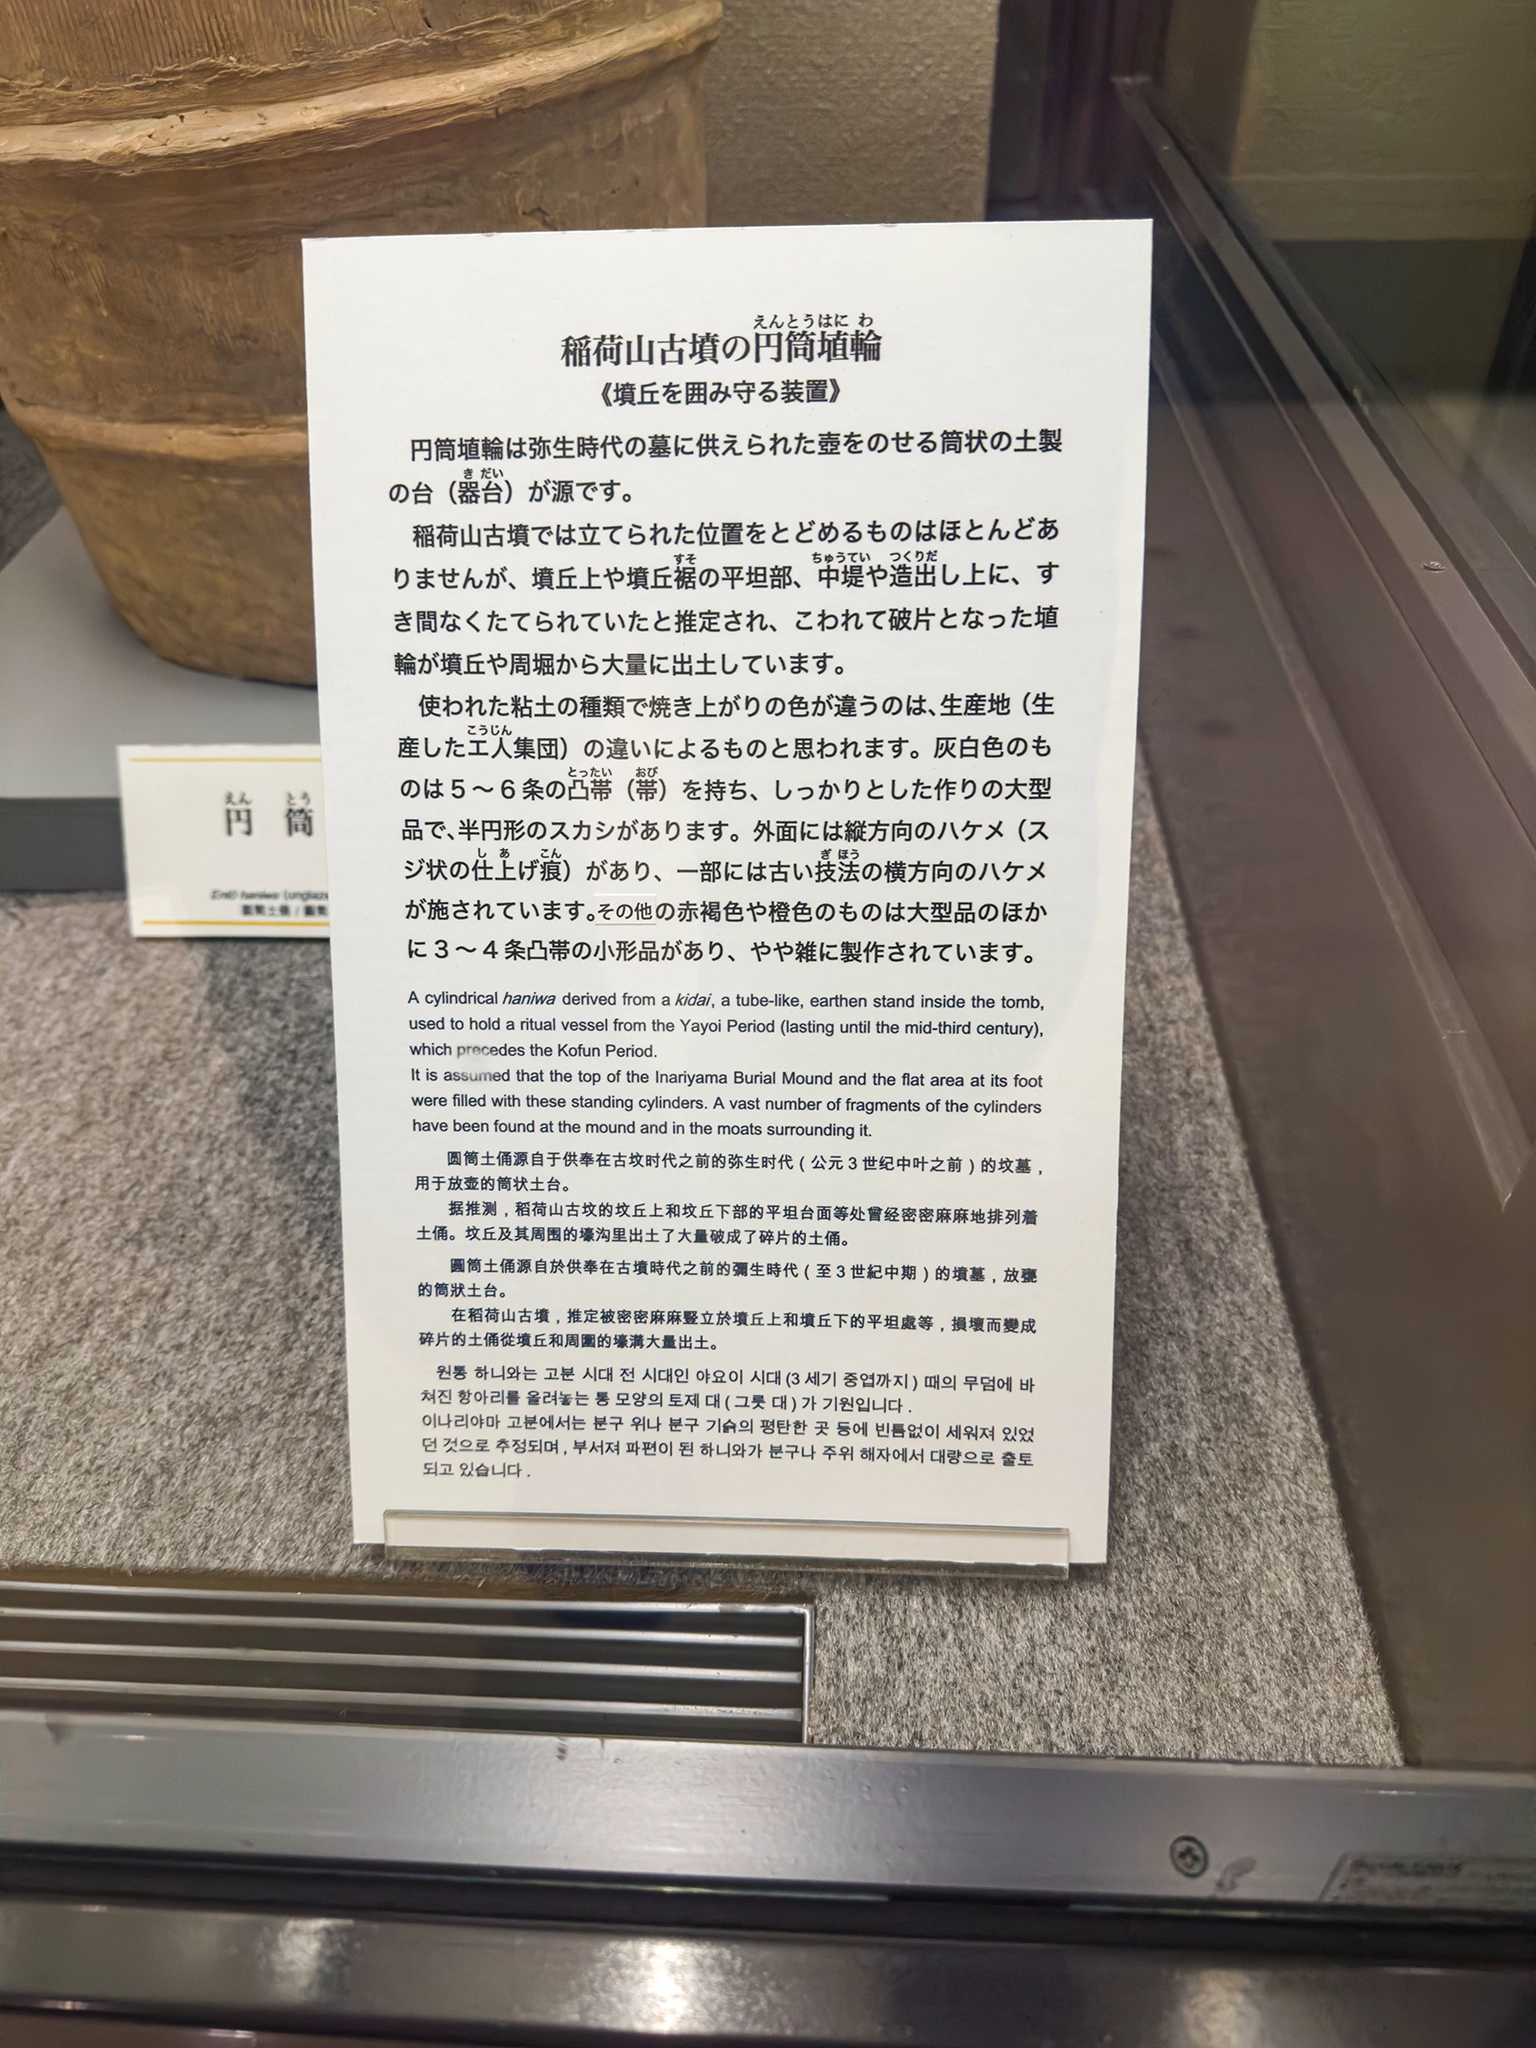 稲荷山古墳の円筒埴輪
えんとうはにわ
《墳丘を囲み守る装置》
円筒埴輪は弥生時代の墓に供えられた壺をのせる筒状の土製
の台（器台）が源です。
きだい
稲荷山古墳では立てられた位置をとどめるものはほとんどあ
りませんが、墳丘上や墳丘裾の平坦部、中堤や造出し上に、す
すそ ちゅうてい つくりだ
き間なくたてられていたと推定され、こわれて破片となった埴
輪が墳丘や周堀から大量に出土しています。
使われた粘土の種類で焼き上がりの色が違うのは、生産地（生
産した工人集団）の違いによるものと思われます。灰白色のも
こうじん
のは５～６条の凸帯（帯）を持ち、しっかりとした作りの大型
とったい おび
品で、半円形のスカシがあります。外面には縦方向のハケメ（ス
ジ状の仕上げ痕）があり、一部には古い技法の横方向のハケメ
しあ こん ぎほう
が施されています。その他の赤褐色や橙色のものは大型品のほか
に３～４条凸帯の小形品があり、やや雑に製作されています。
A cylindrical haniwa derived from a kidai, a tube-like, earthen stand inside the tomb,
used to hold a ritual vessel from the Yayoi Period (lasting until the mid-third century),
which precedes the Kofun Period.
It is assumed that the top of the Inariyama Burial Mound and the flat area at its foot
were filled with these standing cylinders. A vast number of fragments of the cylinders
have been found at the mound and in the moats surrounding it.
圆筒土俑源自于供奉在古坟时代之前的弥生时代（公元3世纪中叶之前）的坟墓，
用于放壶的筒状土台。
据推测，稻荷山古坟的坟丘上和坟丘下部的平坦台面等处曾经密密麻麻地排列着
土俑。坟丘及其周围的壕沟里出土了大量破成了碎片的土俑。
圓筒土俑源自於供奉在古墳時代之前的彌生時代（至3世紀中期）的墳墓，放甕
的筒狀土台。
在稻荷山古墳，推定被密密麻麻豎立於墳丘上和墳丘下的平坦處等，損壞而變成
碎片的土俑從墳丘和周圍的壕溝大量出土。
원통 하니와는 고분 시대 전 시대인 야요이 시대(3세기 중엽까지) 때의 무덤에 바
쳐진 항아리를 올려놓는 통 모양의 토제 대(그릇 대)가 기원입니다.
이나리야마 고분에서는 분구 위나 분구 기슭의 평탄한 곳 등에 빈틈없이 세워져 있었
던 것으로 추정되며, 부서져 파편이 된 하니와가 분구나 주위 해자에서 대량으로 출토
되고 있습니다.
えん とう
円 筒